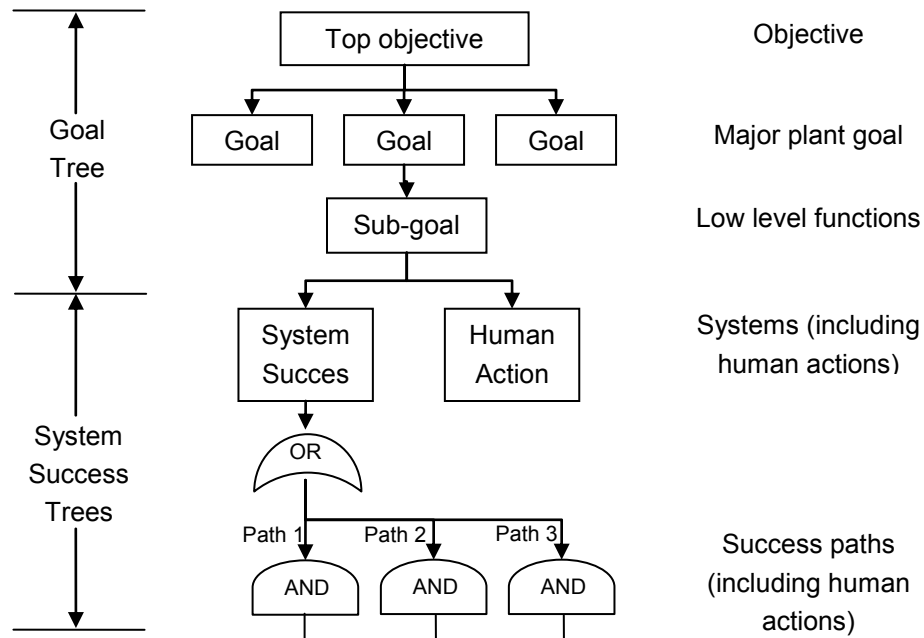 Top objective
Objective
Goal
Tree
Goal
Goal
Goal
Major plant goal
Sub-goal
Low level functions
System
Succes
Human
Action
Systems (including
human actions)
System
Success
Trees
OR
Path 1
Path 2
Path 3
AND
AND
AND
Success paths
(including human
actions)